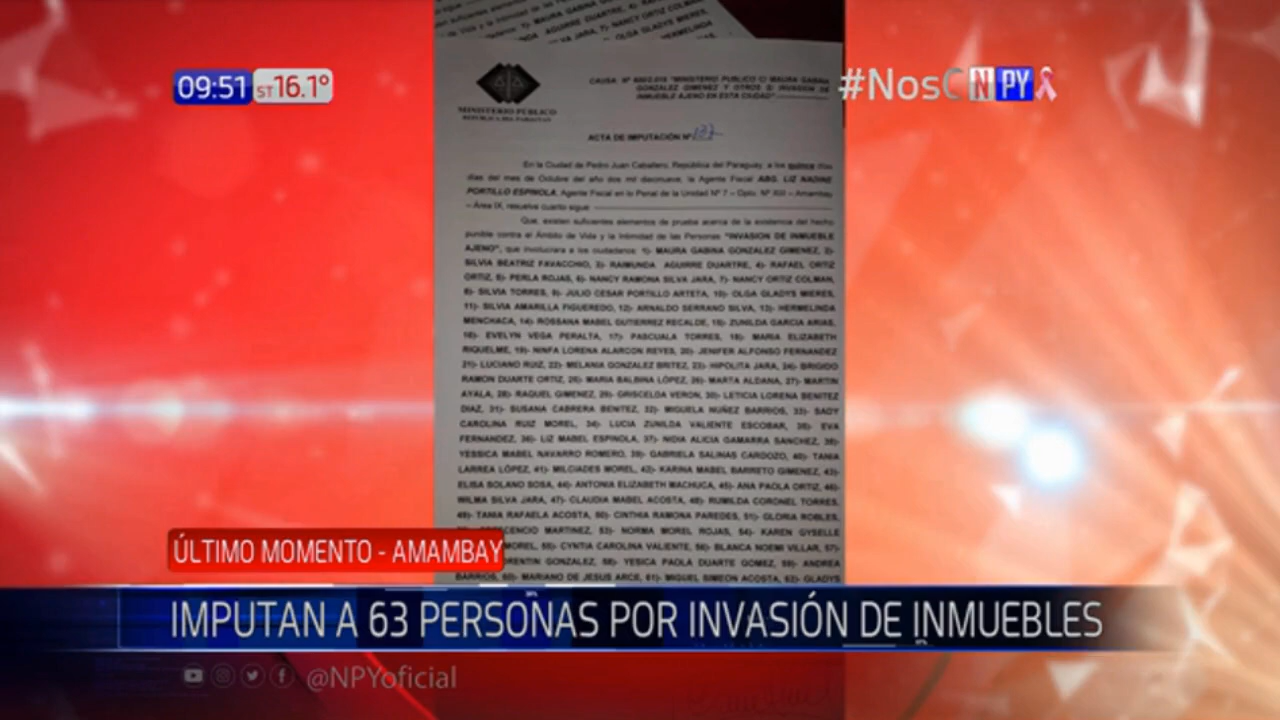 09:51 ST 16.1°
#NosC NPY
MINISTERIO PUBLICO
REPUBLICA DEL PARAGUAY
CAUSA Nº "MINISTERIO PUBLICO C/ MAURA GABINA
GONZALEZ GIMENEZ Y OTROS S/ INVASION DE
INMUEBLE AJENO EN ESTA CIUDAD"
ACTA DE IMPUTACIÓN Nº 137
En la Ciudad de Pedro Juan Caballero, República del Paraguay, a los quince días
días del mes de Octubre del año dos mil diecinueve, la Agente Fiscal ABG. LIZ NADINE
PORTILLO ESPINOLA, Agente Fiscal en lo Penal de la Unidad Nº 7 – Dpto. Nº XIII – Amambay
– Área IX, resuelve cuanto sigue
Que, existen suficientes elementos de prueba acerca de la existencia del hecho
punible contra el Ámbito de Vida y la Intimidad de las Personas "INVASION DE INMUEBLE
AJENO", que involucrara a los ciudadanos: 1)- MAURA GABINA GONZALEZ GIMENEZ, 2)-
SILVIA BEATRIZ FAVACCHIO, 3)- RAIMUNDA AGUIRRE DUARTRE, 4)- RAFAEL ORTIZ
ORTIZ, 5)- PERLA ROJAS, 6)- NANCY RAMONA SILVA JARA, 7)- NANCY ORTIZ COLMAN,
8)- SILVIA TORRES, 9)- JULIO CESAR PORTILLO ARTETA, 10)- OLGA GLADYS MIERES,
11)- SILVIA AMARILLA FIGUEREDO, 12)- ARNALDO SERRANO SILVA, 13)- HERMELINDA
MENCHACA, 14)- ROSSANA MABEL GUTIERREZ RECALDE, 15)- ZUNILDA GARCIA ARIAS,
16)- EVELYN VEGA PERALTA, 17)- PASCUALA TORRES, 18)- MARIA ELIZABETH
RIQUELME, 19)- NINFA LORENA ALARCON REYES, 20)- JENIFER ALFONSO FERNANDEZ
21)- LUCIANO RUIZ, 22)- MELANIA GONZALEZ BRITEZ, 23)- HIPOLITA JARA, 24)- BRIGIDO
RAMON DUARTE ORTIZ, 25)- MARIA BALBINA LÓPEZ, 26)- MARTA ALDANA, 27)- MARTIN
AYALA, 28)- RAQUEL GIMENEZ, 29)- GRISCELDA VERON, 30)- LETICIA LORENA BENITEZ
DIAZ, 31)- SUSANA CABRERA BENITEZ, 32)- MIGUELA NUÑEZ BARRIOS, 33)- SADY
CAROLINA RUIZ MOREL, 34)- LUCIA ZUNILDA VALIENTE ESCOBAR, 35)- EVA
FERNANDEZ, 36)- LIZ MABEL ESPINOLA, 37)- NIDIA ALICIA GAMARRA SANCHEZ, 38)-
YESSICA MABEL NAVARRO ROMERO, 39)- GABRIELA SALINAS CARDOZO, 40)- TANIA
LARREA LÓPEZ, 41)- MILCIADES MOREL, 42)- KARINA MABEL BARRETO GIMENEZ, 43)-
ELISA SOLANO SOSA, 44)- ANTONIA ELIZABETH MACHUCA, 45)- ANA PAOLA ORTIZ, 46)-
WILMA SILVA JARA, 47)- CLAUDIA MABEL ACOSTA, 48)- RUMILDA CORONEL TORRES,
49)- TANIA RAFAELA ACOSTA, 50)- CINTHIA RAMONA PAREDES, 51)- GLORIA ROBLES,
MARTINEZ, 53)- NORMA MOREL ROJAS, 54)- KAREN GYSELLE
MOREL, 55)- CYNTIA CAROLINA VALIENTE, 56)- BLANCA NOEMI VILLAR, 57)-
GONZALEZ, 58)- YESICA PAOLA DUARTE GOMEZ, 59)- ANDREA
BARRIOS, 60)- MARIANO DE JESUS ARCE, 61)- MIGUEL SIMEON ACOSTA, 62)- GLADYS
ÚLTIMO MOMENTO - AMAMBAY
IMPUTAN A 63 PERSONAS POR INVASIÓN DE INMUEBLES
@NPYoficial